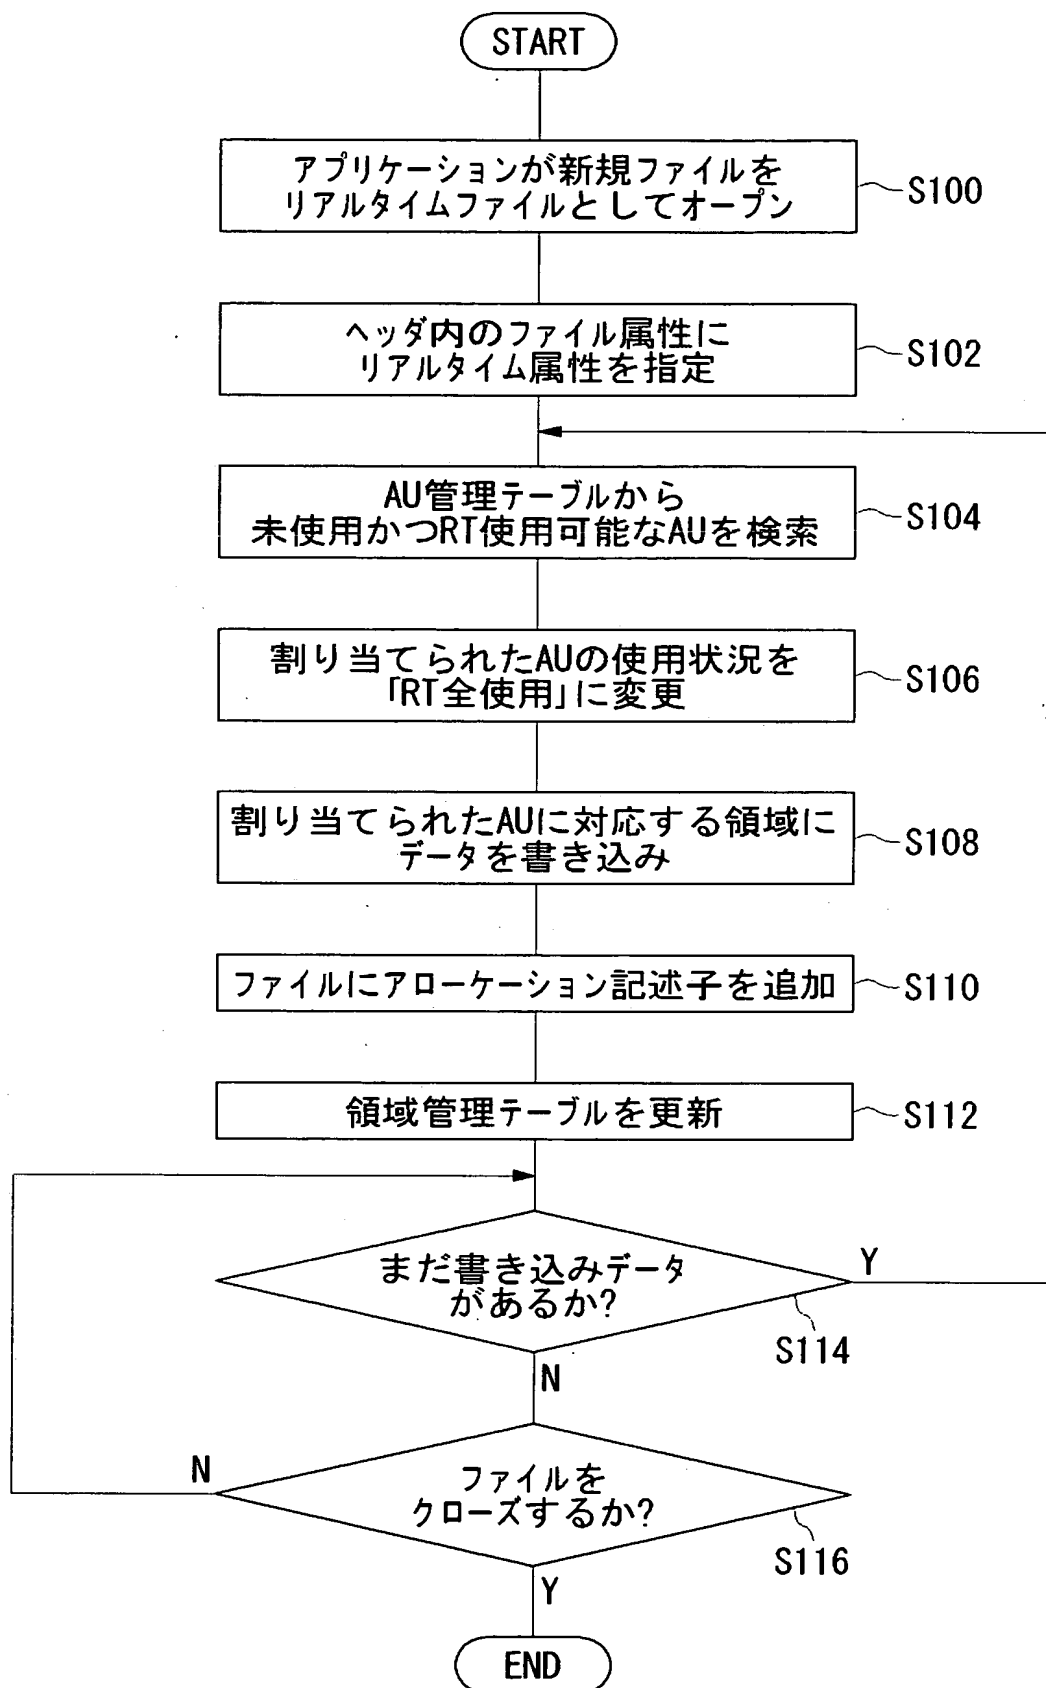 START
アプリケーションが新規ファイルを
リアルタイムファイルとしてオープン
S100
ヘッダ内のファイル属性に
リアルタイム属性を指定
S102
AU管理テーブルから
未使用かつRT使用可能なAUを検索
S104
割り当てられたAUの使用状況を
「RT全使用」に変更
S106
割り当てられたAUに対応する領域に
データを書き込み
S108
ファイルにアローケーション記述子を追加
S110
領域管理テーブルを更新
S112
まだ書き込みデータ
があるか?
Y
S114
N
ファイルを
クローズするか?
N
S116
Y
END